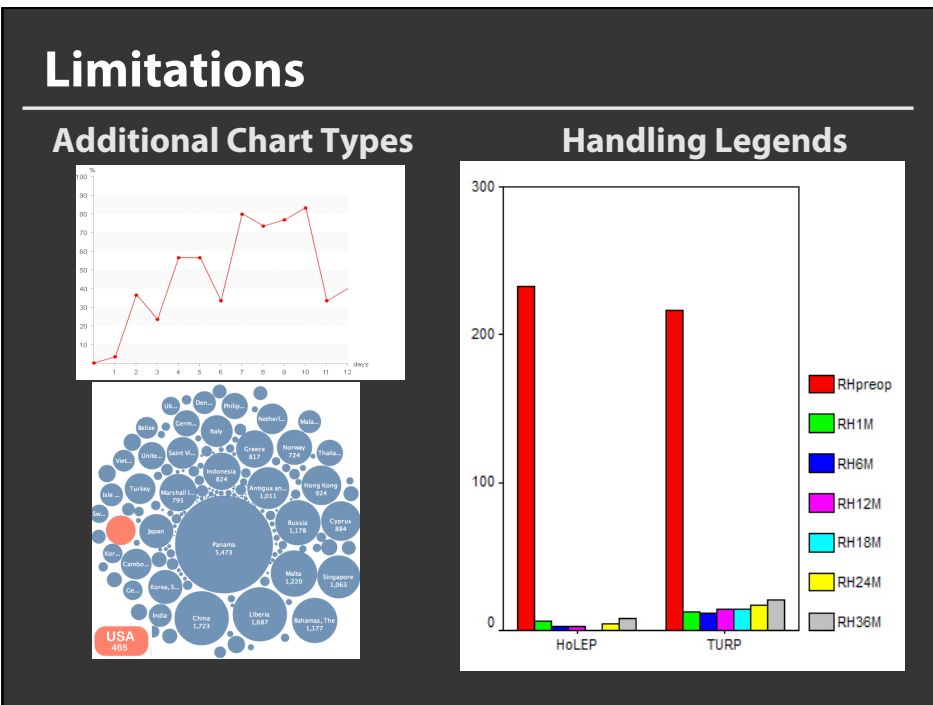 Limitations
Additional Chart Types
Handling Legends
%
100
90
80
70
60
50
40
30
20
10
1 2 3 4 5 6 7 8 9 10 11 12
days
Uk...
Den...
Philip...
Belize
Germ...
Italy
Netherl...
Mala...
Viet...
Unite...
Saint Vi...
Greece
817
Norway
724
Thaila...
Indonesia
824
Isle ...
Turkey
Marshall I...
795
Antigua an...
1,011
Hong Kong
924
Sw...
Japan
Panama
5,473
Russia
1,178
Cyprus
884
Kor...
Cambo...
Malta
1,220
Singapore
1,063
Ge...
Korea, S...
India
China
1,723
Liberia
1,687
Bahamas, The
1,177
USA
465
300
200
100
0
HoLEP TURP
RHpreop
RH1M
RH6M
RH12M
RH18M
RH24M
RH36M